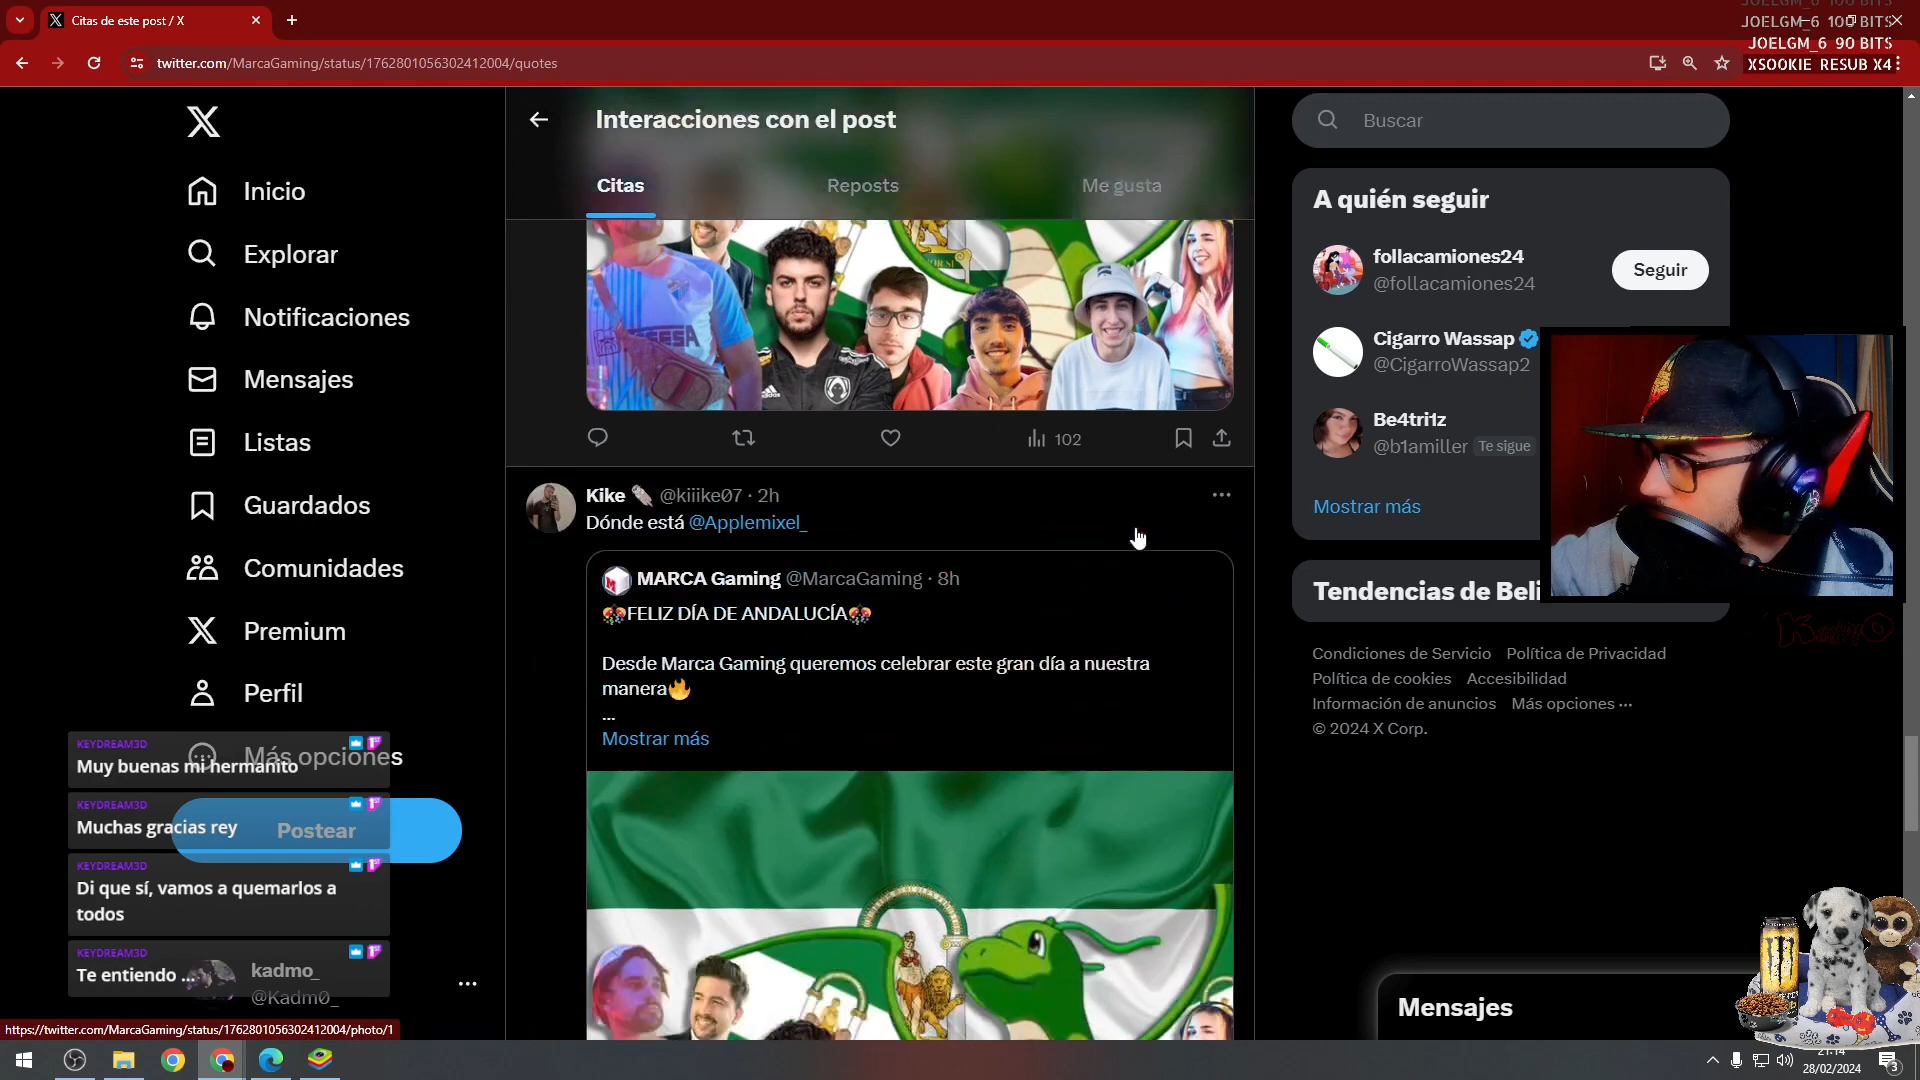 Citas de este post / X
JOELGM_6 100 BITS
JOELGM_6 90 BITS
XSOOKIE RESUB X4
twitter.com/MarcaGaming/status/1762801056302412004/quotes
Inicio
Explorar
Notificaciones
Mensajes
Listas
Guardados
Comunidades
Premium
Perfil
Más opciones
Postear
kadmo_
@Kadm0_
KEYDREAM3D
Muy buenas mi hermanito
KEYDREAM3D
Muchas gracias rey
KEYDREAM3D
Di que sí, vamos a quemarlos a
todos
KEYDREAM3D
Te entiendo ...
https://twitter.com/MarcaGaming/status/1762801056302412004/photo/1
Interacciones con el post
Citas
Reposts
Me gusta
102
Kike @kiiike07 · 2h
Dónde está @Applemixel_
MARCA Gaming @MarcaGaming · 8h
FELIZ DÍA DE ANDALUCÍA
Desde Marca Gaming queremos celebrar este gran día a nuestra
manera
...
Mostrar más
Buscar
A quién seguir
follacamiones24
@follacamiones24
Seguir
Cigarro Wassap
@CigarroWassap2
Be4tri1z
@b1amiller Te sigue
Mostrar más
Tendencias de Beli
Condiciones de Servicio Política de Privacidad
Política de cookies Accesibilidad
Información de anuncios Más opciones ···
© 2024 X Corp.
Mensajes
21:14
28/02/2024
3